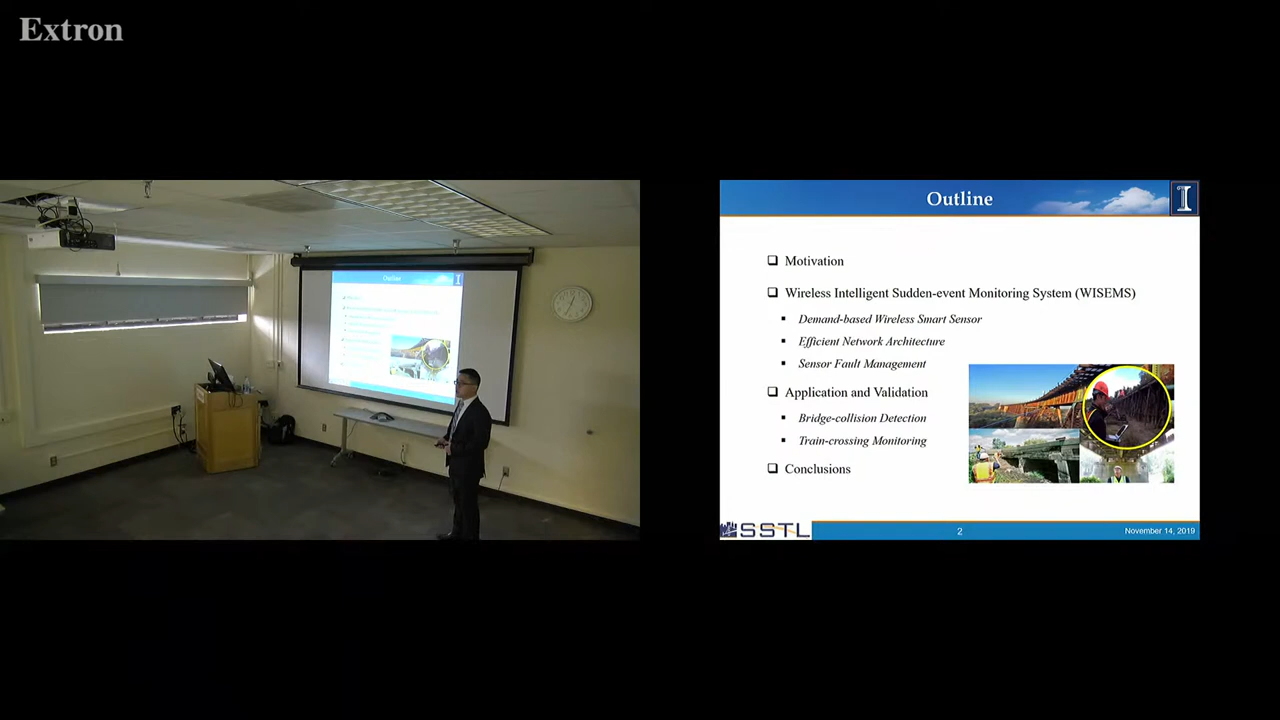 Extron
Outline
Motivation
Wireless Intelligent Sudden-event Monitoring System (WISEMS)
Demand-based Wireless Smart Sensor
Efficient Network Architecture
Sensor Fault Management
Application and Validation
Bridge-collision Detection
Train-crossing Monitoring
Conclusions
SSTL
2
November 14, 2019
Outline